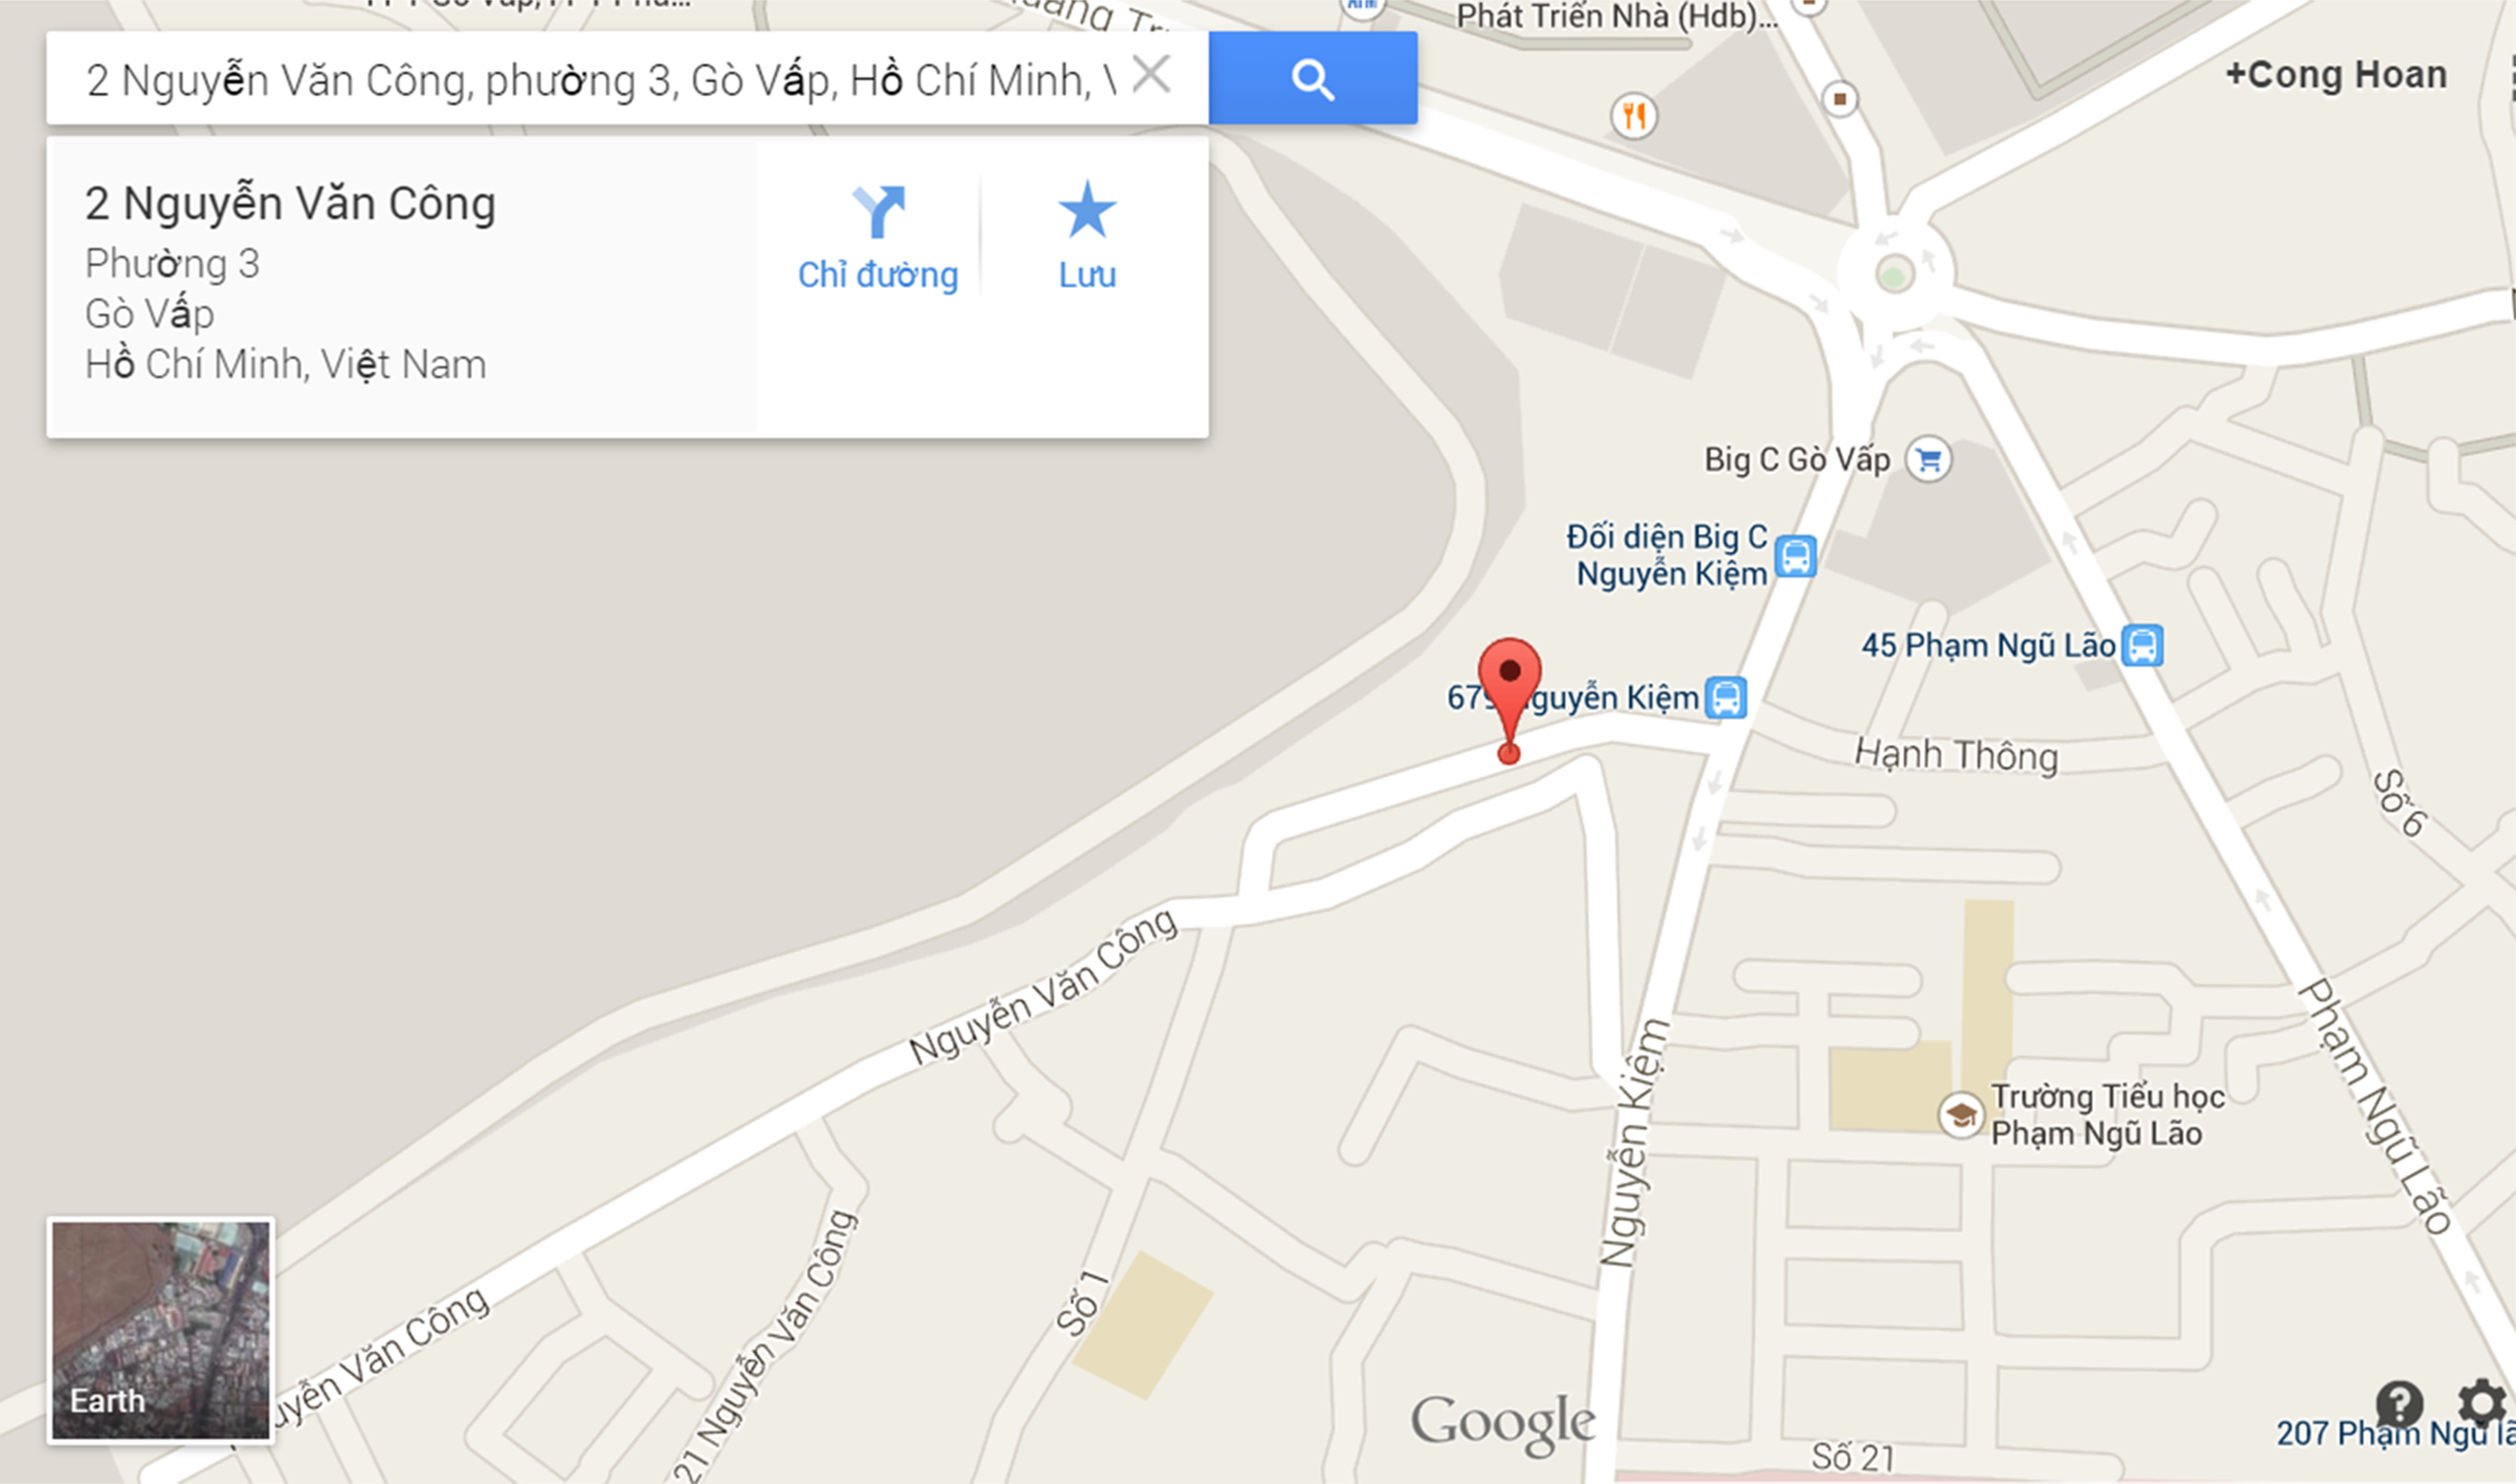 Phát Triển Nhà (Hdb)...
2 Nguyễn Văn Công, phường 3, Gò Vấp, Hồ Chí Minh, V
+Cong Hoan
2 Nguyễn Văn Công
Phường 3
Gò Vấp
Hồ Chí Minh, Việt Nam
Chỉ đường
Lưu
Big C Gò Vấp
Đối diện Big C
Nguyễn Kiệm
45 Phạm Ngũ Lão
Nguyễn Kiệm
Hạnh Thông
Số 6
Nguyễn Văn Công
Nguyễn Kiệm
Phạm Ngũ Lão
Trường Tiểu học
Phạm Ngũ Lão
Số 1
21 Nguyễn Văn Công
Văn Công
Earth
Google
207 Phạm Ngũ
Số 21